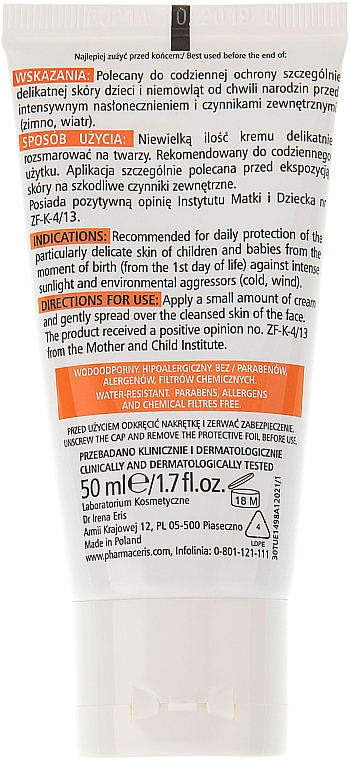 Najlepiej zużyć przed końcem:/ Best used before the end of:
WSKAZANIA: Polecany do codziennej ochrony szczególnie
delikatnej skóry dzieci i niemowląt od chwili narodzin przed
intensywnym nasłonecznieniem i czynnikami zewnętrznymi
(zimno, wiatr).
SPOSÓB UŻYCIA: Niewielką ilość kremu delikatnie
rozsmarować na twarzy. Rekomendowany do codziennego
użytku. Aplikacja szczególnie polecana przed ekspozycją
skóry na szkodliwe czynniki zewnętrzne.
Posiada pozytywną opinię Instytutu Matki i Dziecka nr
ZF-K-4/13.
INDICATIONS: Recommended for daily protection of the
particularly delicate skin of children and babies from the
moment of birth (from the 1st day of life) against intense
sunlight and environmental aggressors (cold, wind).
DIRECTIONS FOR USE: Apply a small amount of cream
and gently spread over the cleansed skin of the face.
The product received a positive opinion no. ZF-K-4/13
from the Mother and Child Institute.
WODOODPORNY, HIPOALERGICZNY. BEZ / PARABENÓW,
ALERGENÓW, FILTRÓW CHEMICZNYCH.
WATER-RESISTANT. PARABENS, ALLERGENS
AND CHEMICAL FILTRES FREE.
PRZED UŻYCIEM ODKRĘCIĆ NAKRĘTKĘ I ZERWAĆ ZABEZPIECZENIE.
UNSCREW THE CAP AND REMOVE THE PROTECTIVE FOIL BEFORE USE.
PRZEBADANO KLINICZNIE I DERMATOLOGICZNIE
CLINICALLY AND DERMATOLOGICALLY TESTED
50 ml℮/1.7fl.oz.
18 M
Laboratorium Kosmetyczne
Dr Irena Eris
Armii Krajowej 12, PL 05-500 Piaseczno
Made in Poland
www.pharmaceris.com, Infolinia: 0-801-121-111
4
LDPE
30TUE1498A12021/1